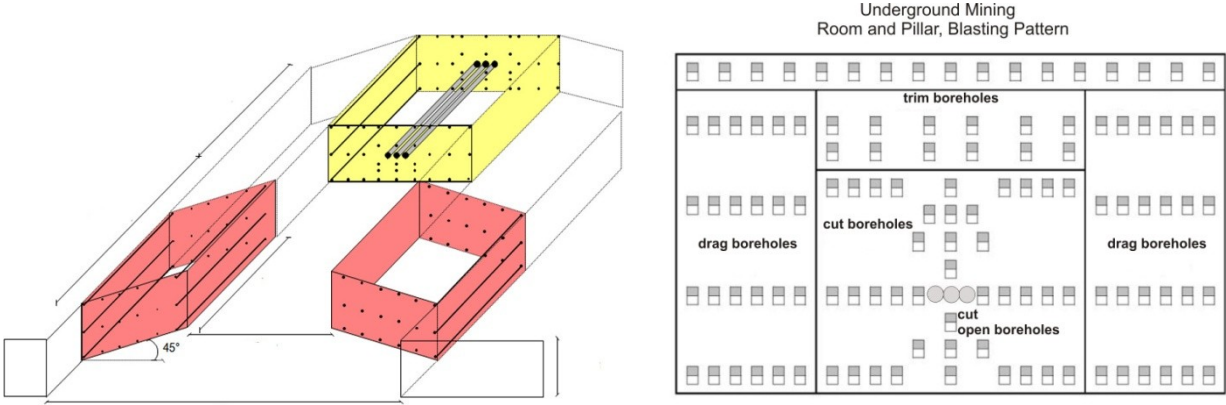 Underground Mining
Room and Pillar, Blasting Pattern
trim boreholes
cut boreholes
drag boreholes
drag boreholes
cut
open boreholes
45°